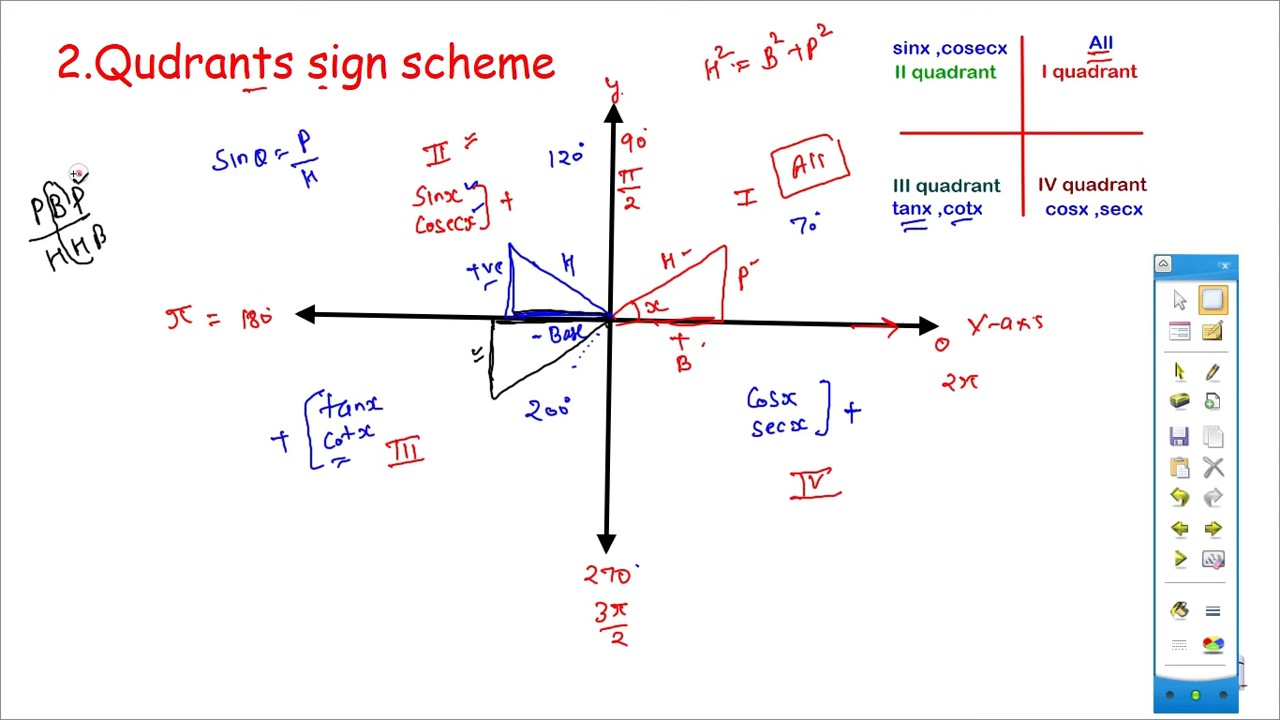 2.Qudrants sign scheme
H² = B² + P²
sinx ,cosecx
II quadrant
All
I quadrant
III quadrant
tanx ,cotx
IV quadrant
cosx ,secx
y
Sinθ = P/H
II
120°
90°
π/2
I
All
70°
Sinx
Cosecx
+
P B P
H H B
+ve
H
H
P
x
π = 180°
- Base
+
B
X-axis
0
2π
+
tanx
cotx
III
200°
Cosx
secx
+
IV
270°
3π/2